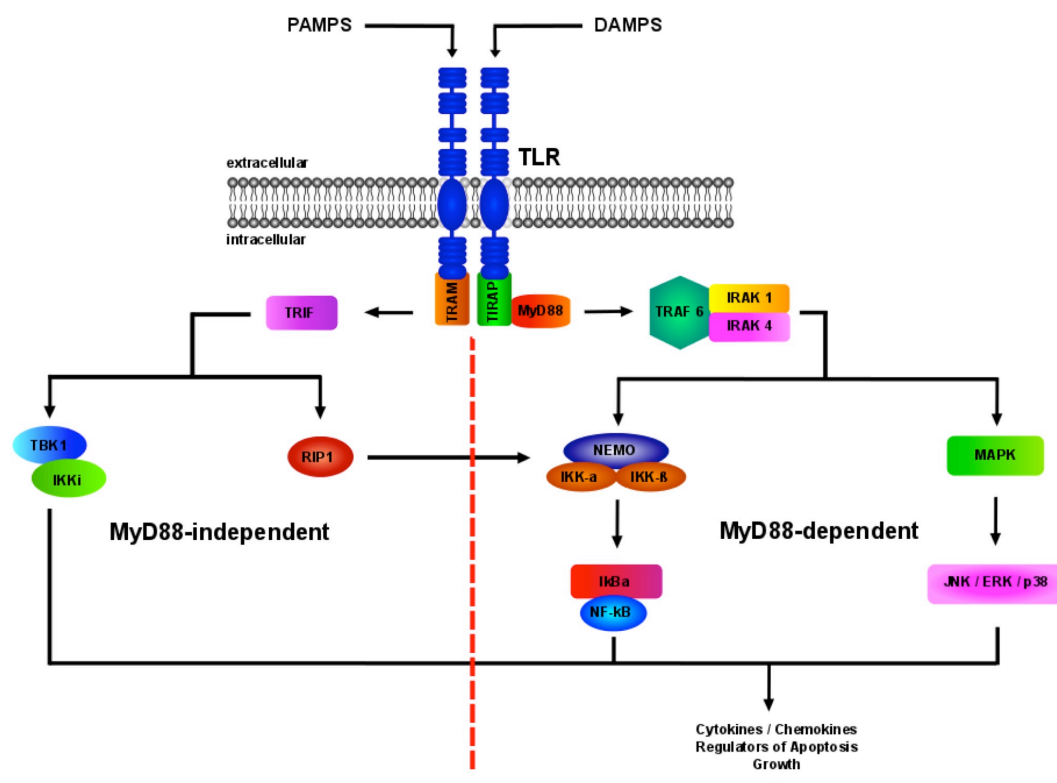 PAMPS
DAMPS
TLR
extracellular
intracellular
TRAM
TIRAP
MyD88
TRIF
TRAF 6
IRAK 1
IRAK 4
TBK1
IKKi
RIP1
NEMO
IKK-a
IKK-ß
MAPK
MyD88-independent
MyD88-dependent
IkBa
NF-kB
JNK / ERK / p38
Cytokines / Chemokines
Regulators of Apoptosis
Growth